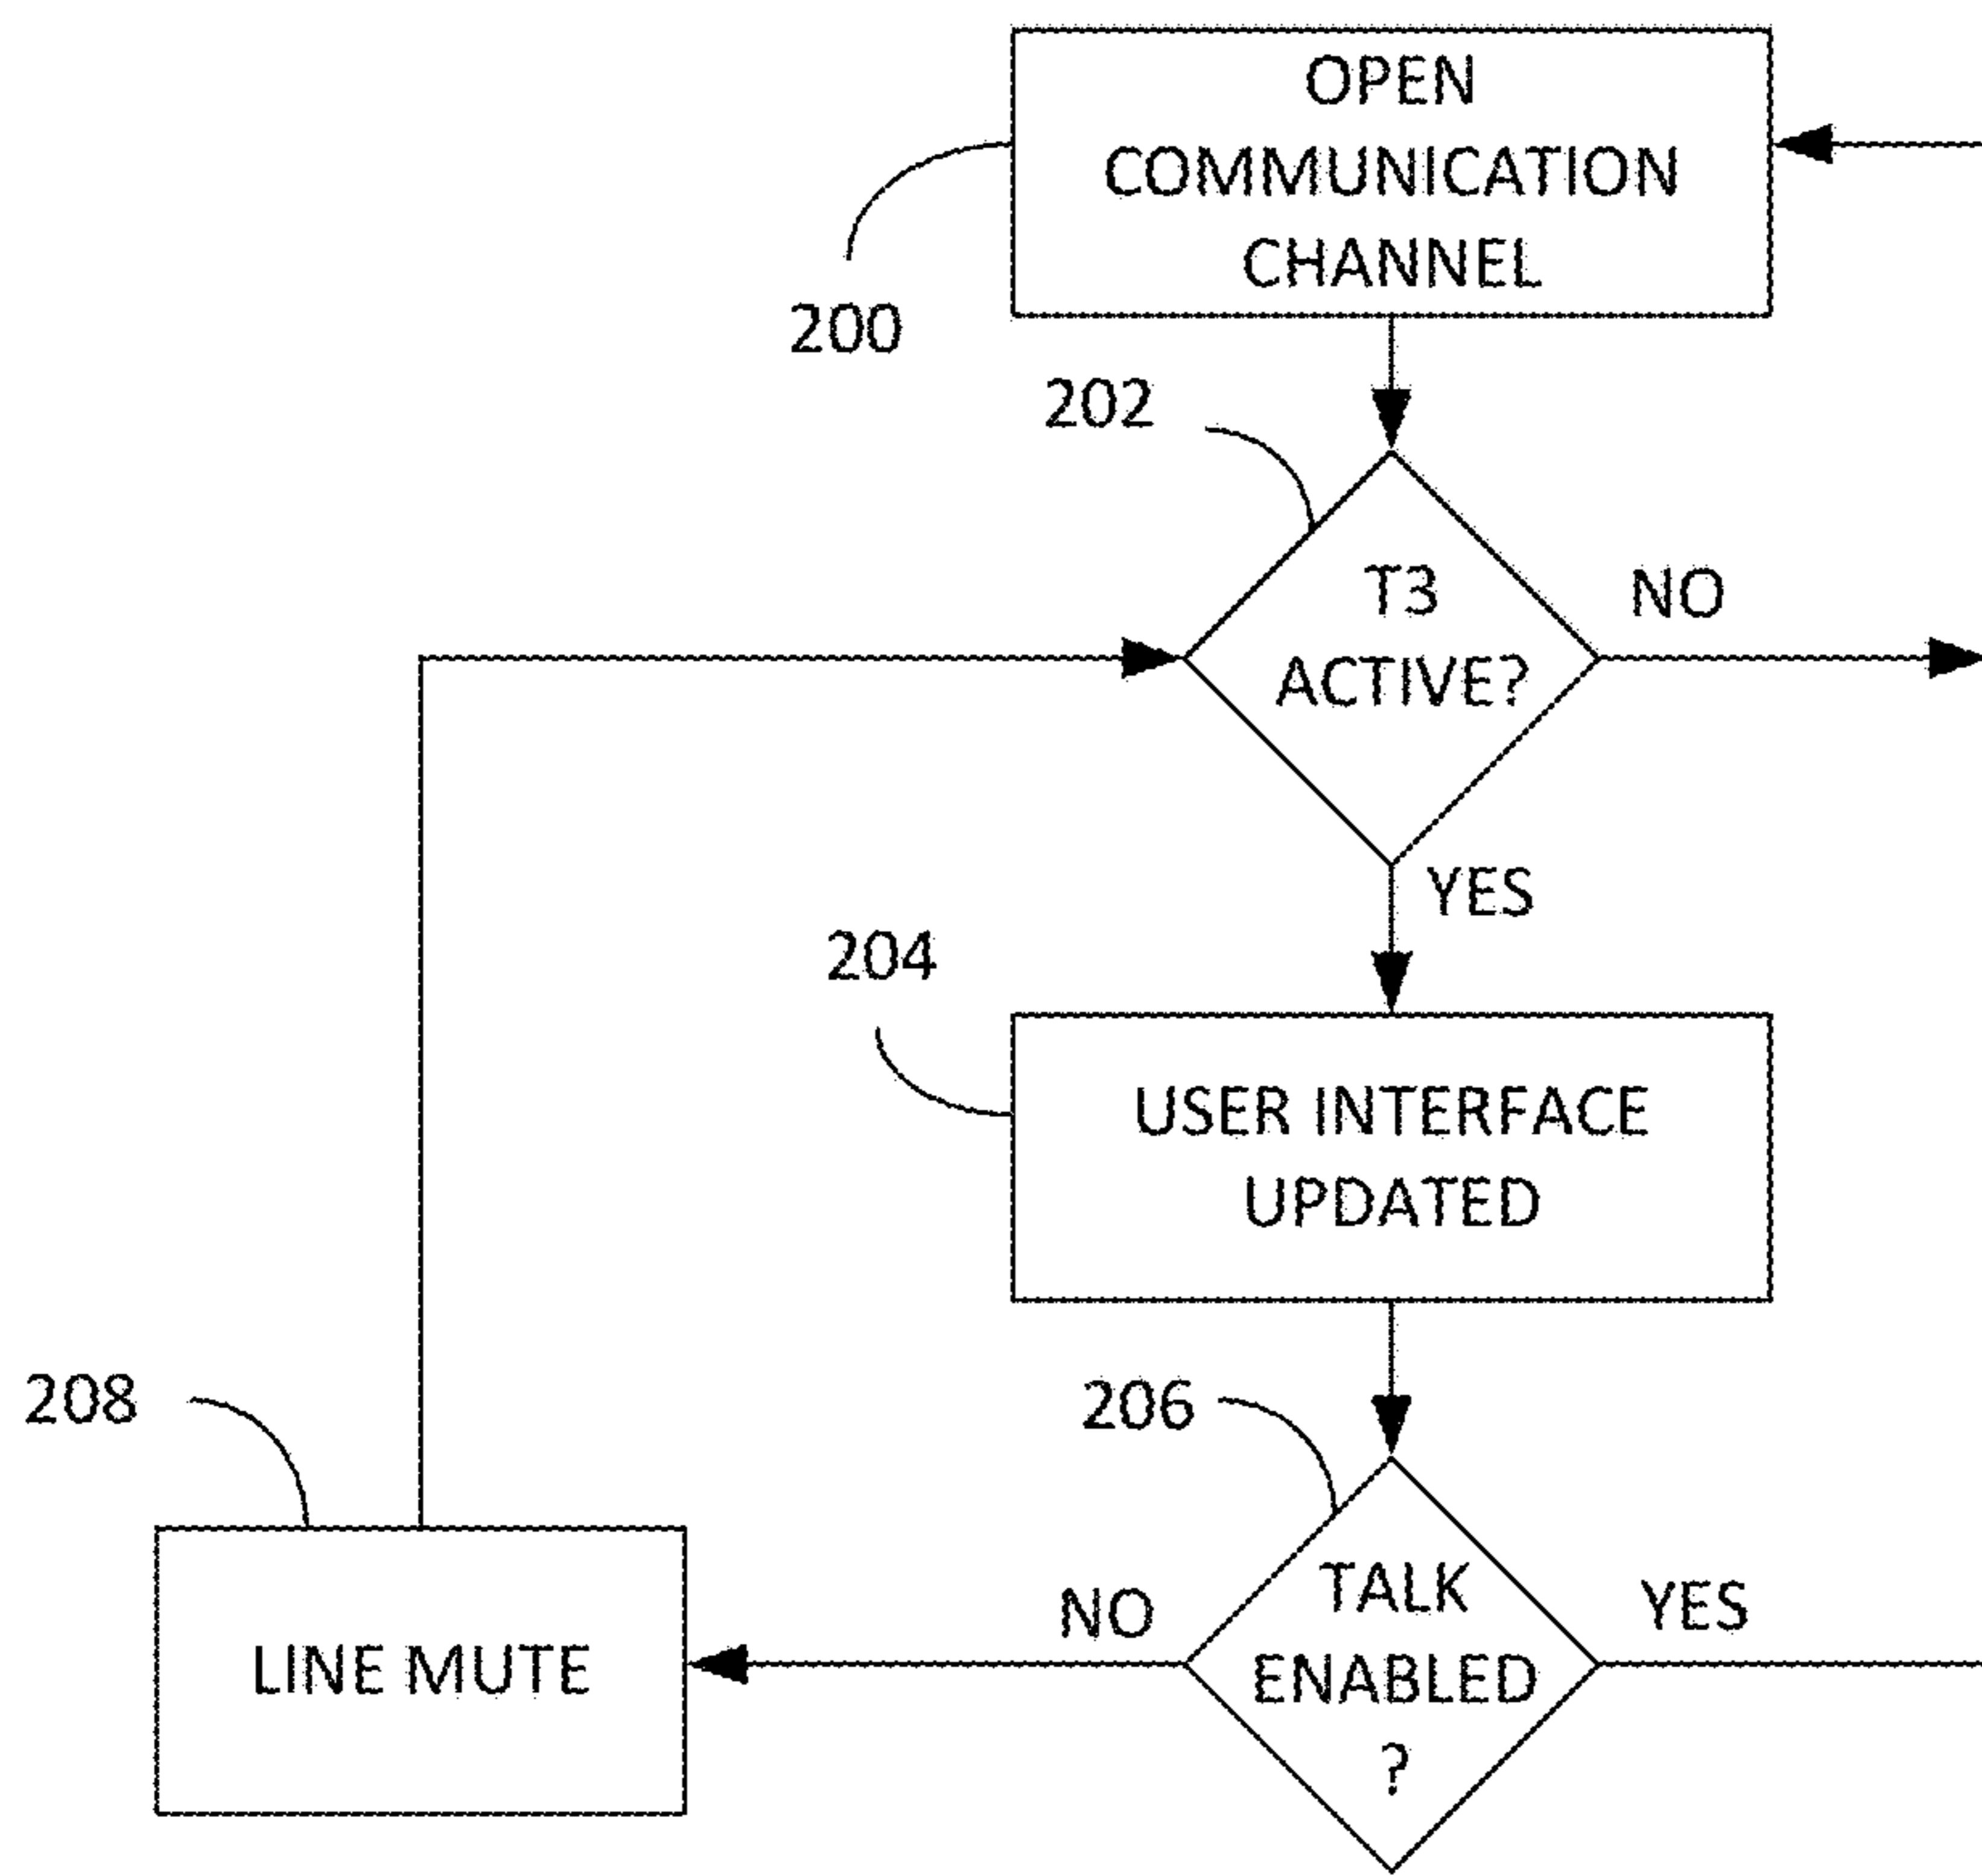 OPEN
COMMUNICATION
CHANNEL
200
202
T3
ACTIVE?
NO
YES
204
USER INTERFACE
UPDATED
208
206
LINE MUTE
NO
TALK
ENABLED
?
YES